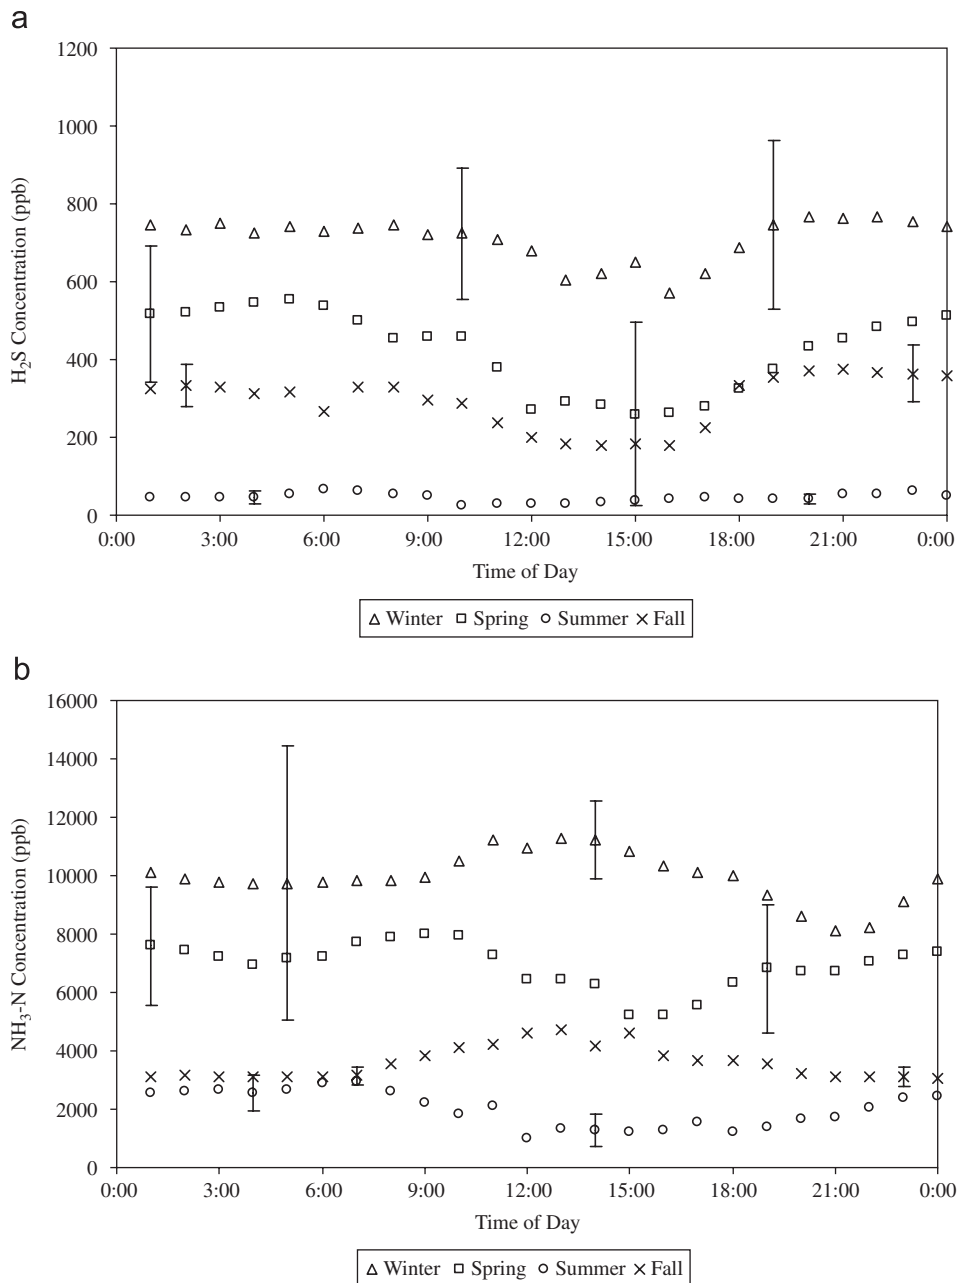 a
1200
1000
800
600
400
200
0
H₂S Concentration (ppb)
0:00 3:00 6:00 9:00 12:00 15:00 18:00 21:00 0:00
Time of Day
Winter Spring Summer Fall
b
16000
14000
12000
10000
8000
6000
4000
2000
0
NH₃-N Concentration (ppb)
0:00 3:00 6:00 9:00 12:00 15:00 18:00 21:00 0:00
Time of Day
Winter Spring Summer Fall